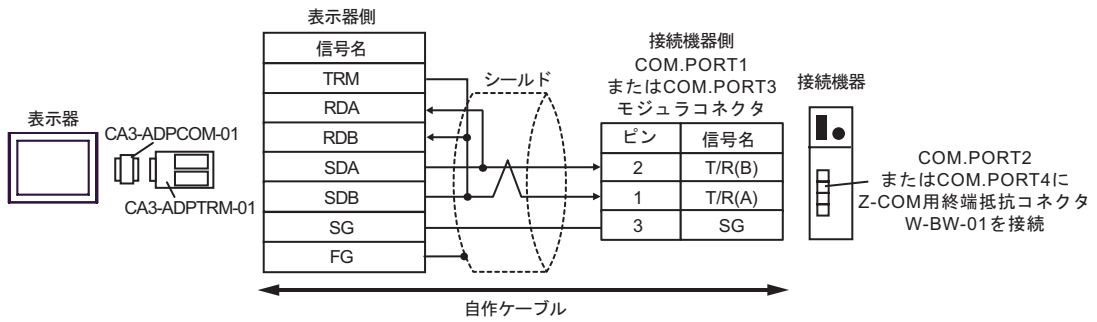 表示器側
信号名
TRM
RDA
RDB
SDA
SDB
SG
FG
シールド
接続機器側
COM.PORT1
またはCOM.PORT3
モジュラコネクタ
ピン 信号名
2 T/R(B)
1 T/R(A)
3 SG
接続機器
表示器
CA3-ADPCOM-01
CA3-ADPTRM-01
COM.PORT2
またはCOM.PORT4に
Z-COM用終端抵抗コネクタ
W-BW-01を接続
自作ケーブル